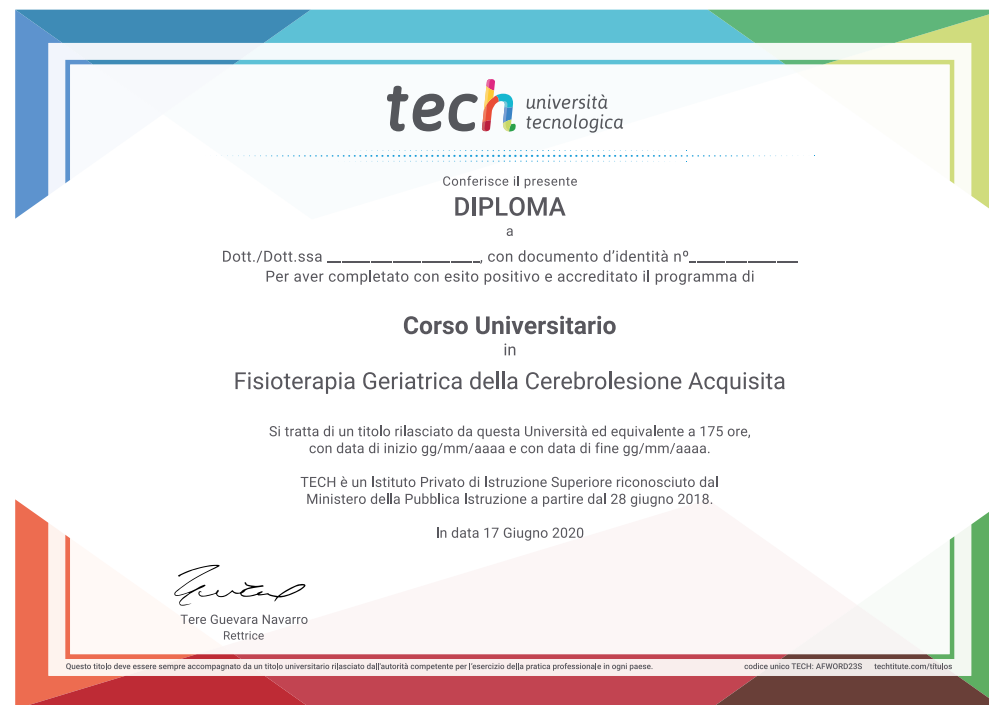 tech università
tecnologica
Conferisce il presente
DIPLOMA
a
Dott./Dott.ssa ________________, con documento d'identità nº____________
Per aver completato con esito positivo e accreditato il programma di
Corso Universitario
in
Fisioterapia Geriatrica della Cerebrolesione Acquisita
Si tratta di un titolo rilasciato da questa Università ed equivalente a 175 ore,
con data di inizio gg/mm/aaaa e con data di fine gg/mm/aaaa.
TECH è un Istituto Privato di Istruzione Superiore riconosciuto dal
Ministero della Pubblica Istruzione a partire dal 28 giugno 2018.
In data 17 Giugno 2020
Tere Guevara Navarro
Rettrice
Questo titolo deve essere sempre accompagnato da un titolo universitario rilasciato dall'autorità competente per l'esercizio della pratica professionale in ogni paese. codice unico TECH: AFWORD23S techtitute.com/titulos